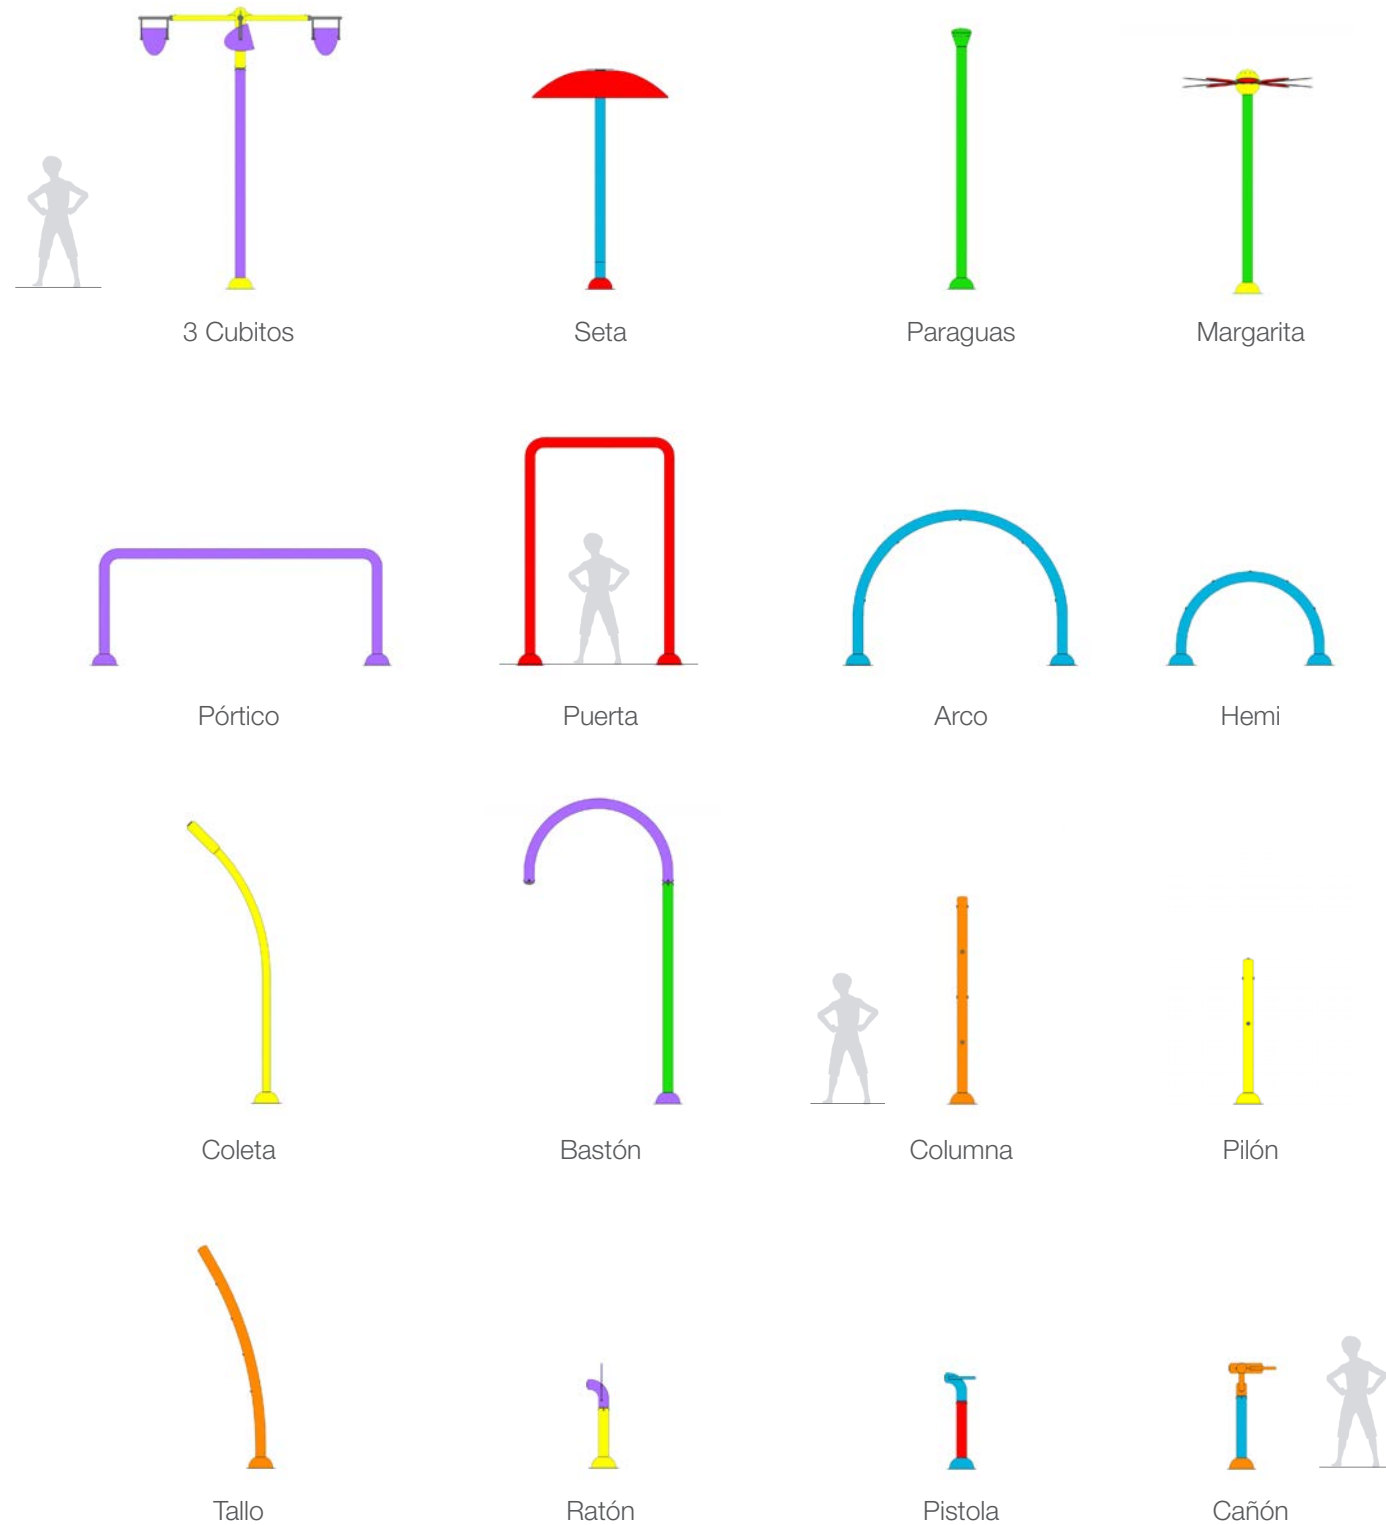 3 Cubitos
Seta
Paraguas
Margarita
Pórtico
Puerta
Arco
Hemi
Coleta
Bastón
Columna
Pilón
Tallo
Ratón
Pistola
Cañón